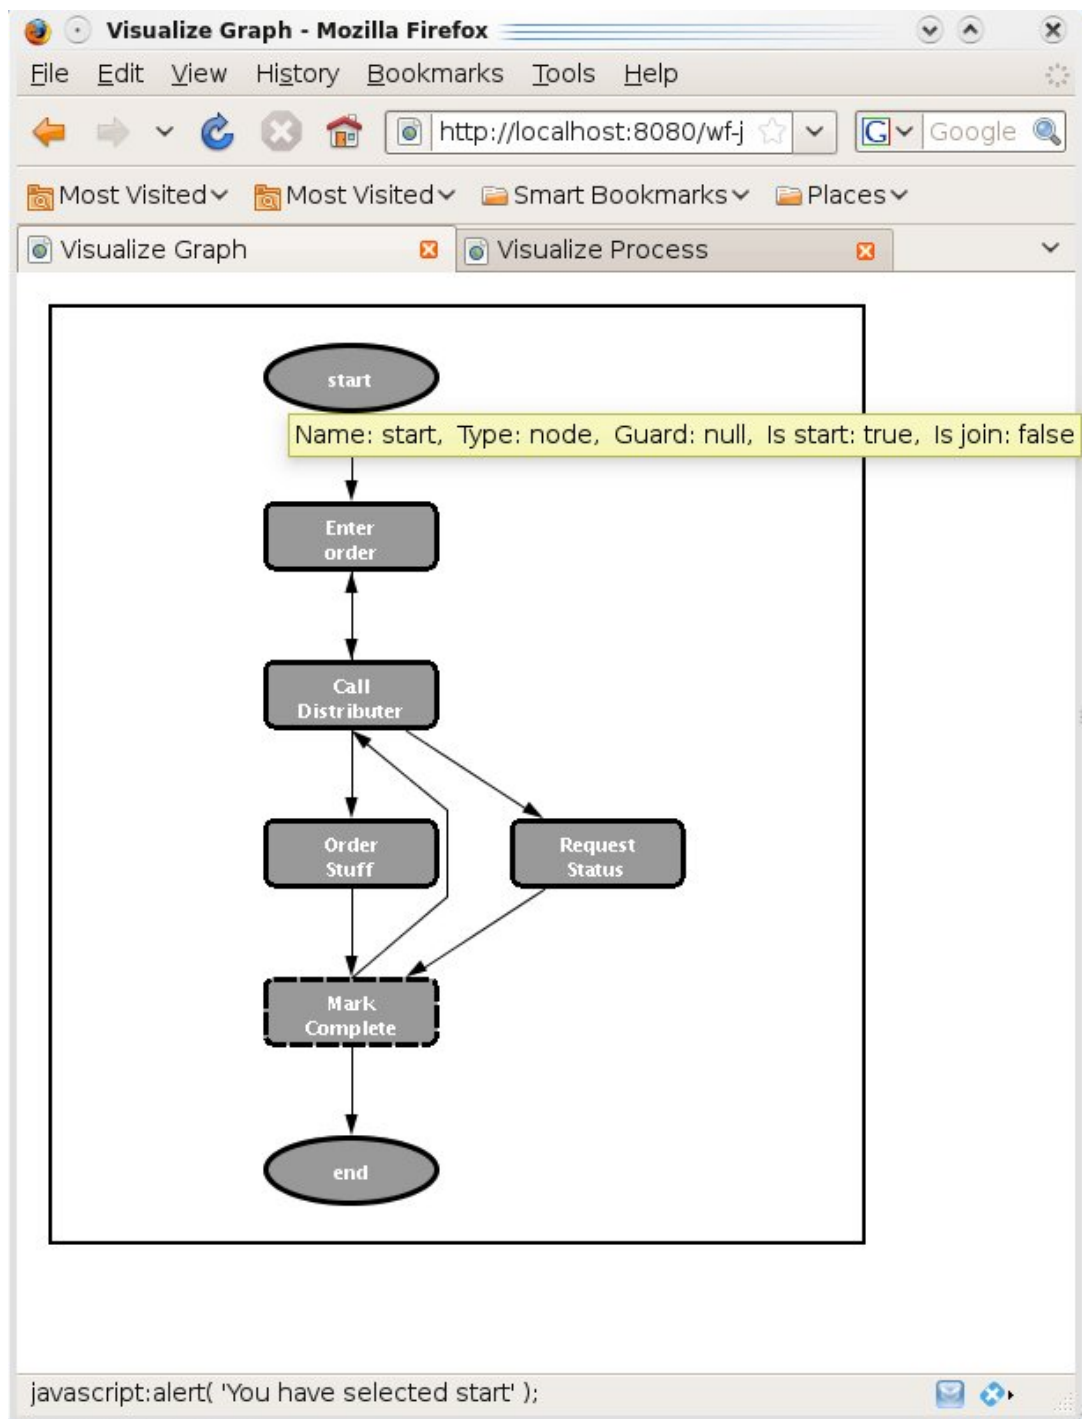 Visualize Graph - Mozilla Firefox
File Edit View History Bookmarks Tools Help
http://localhost:8080/wf-j G Google
Most Visited Most Visited Smart Bookmarks Places
Visualize Graph Visualize Process
start
Name: start, Type: node, Guard: null, Is start: true, Is join: false
Enter
order
Call
Distributer
Order
Stuff
Request
Status
Mark
Complete
end
javascript:alert( 'You have selected start' );